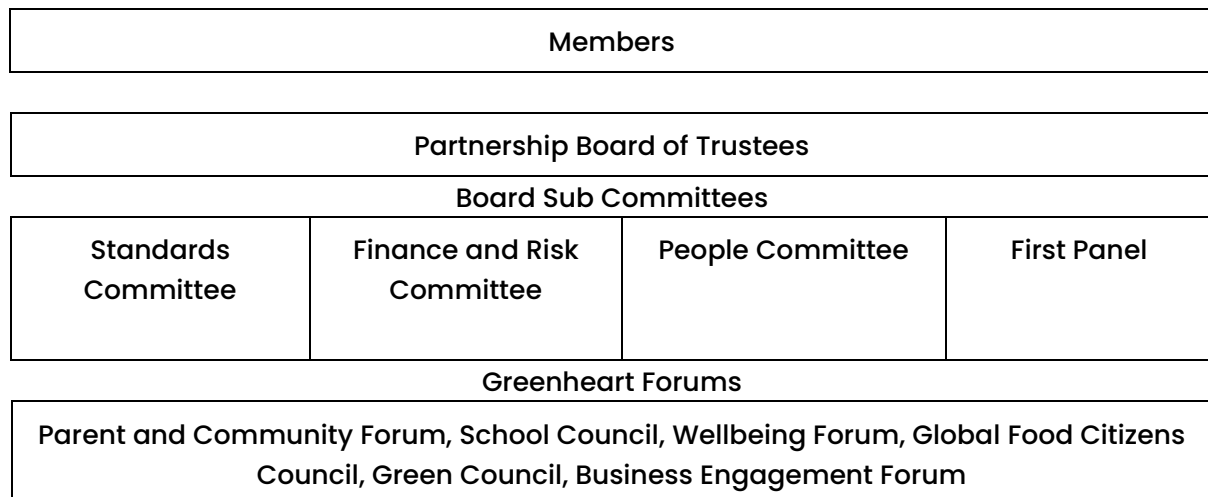 Members
Partnership Board of Trustees
Board Sub Committees
Standards
Committee
Finance and Risk
Committee
People Committee
First Panel
Greenheart Forums
Parent and Community Forum, School Council, Wellbeing Forum, Global Food Citizens
Council, Green Council, Business Engagement Forum